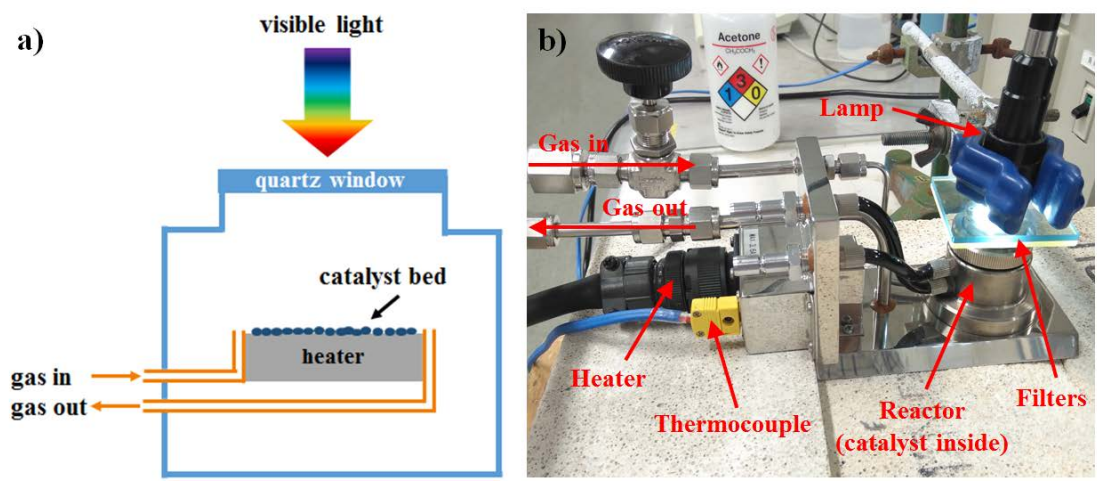 a)
visible light
quartz window
catalyst bed
heater
gas in
gas out
b)
Acetone
CH₃COCH₃
3
1
0
Lamp
Gas in
Gas out
Heater
Thermocouple
Reactor
(catalyst inside)
Filters